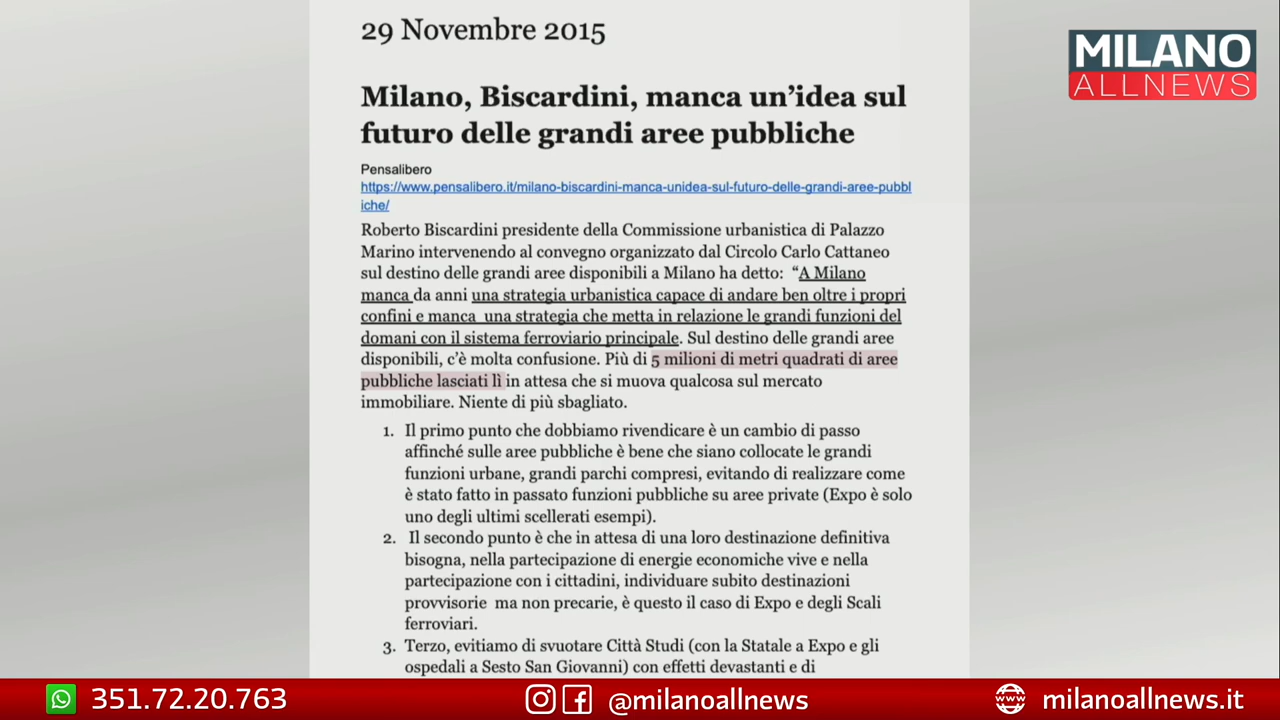 29 Novembre 2015
MILANO
ALLNEWS
Milano, Biscardini, manca un’idea sul
futuro delle grandi aree pubbliche
Pensalibero
https://www.pensalibero.it/milano-biscardini-manca-unidea-sul-futuro-delle-grandi-aree-pubbl
iche/
Roberto Biscardini presidente della Commissione urbanistica di Palazzo
Marino intervenendo al convegno organizzato dal Circolo Carlo Cattaneo
sul destino delle grandi aree disponibili a Milano ha detto: “A Milano
manca da anni una strategia urbanistica capace di andare ben oltre i propri
confini e manca una strategia che metta in relazione le grandi funzioni del
domani con il sistema ferroviario principale. Sul destino delle grandi aree
disponibili, c’è molta confusione. Più di 5 milioni di metri quadrati di aree
pubbliche lasciati lì in attesa che si muova qualcosa sul mercato
immobiliare. Niente di più sbagliato.
1. Il primo punto che dobbiamo rivendicare è un cambio di passo
affinché sulle aree pubbliche è bene che siano collocate le grandi
funzioni urbane, grandi parchi compresi, evitando di realizzare come
è stato fatto in passato funzioni pubbliche su aree private (Expo è solo
uno degli ultimi scellerati esempi).
2. Il secondo punto è che in attesa di una loro destinazione definitiva
bisogna, nella partecipazione di energie economiche vive e nella
partecipazione con i cittadini, individuare subito destinazioni
provvisorie ma non precarie, è questo il caso di Expo e degli Scali
ferroviari.
3. Terzo, evitiamo di svuotare Città Studi (con la Statale a Expo e gli
ospedali a Sesto San Giovanni) con effetti devastanti e di
351.72.20.763
@milanoallnews
www
milanoallnews.it